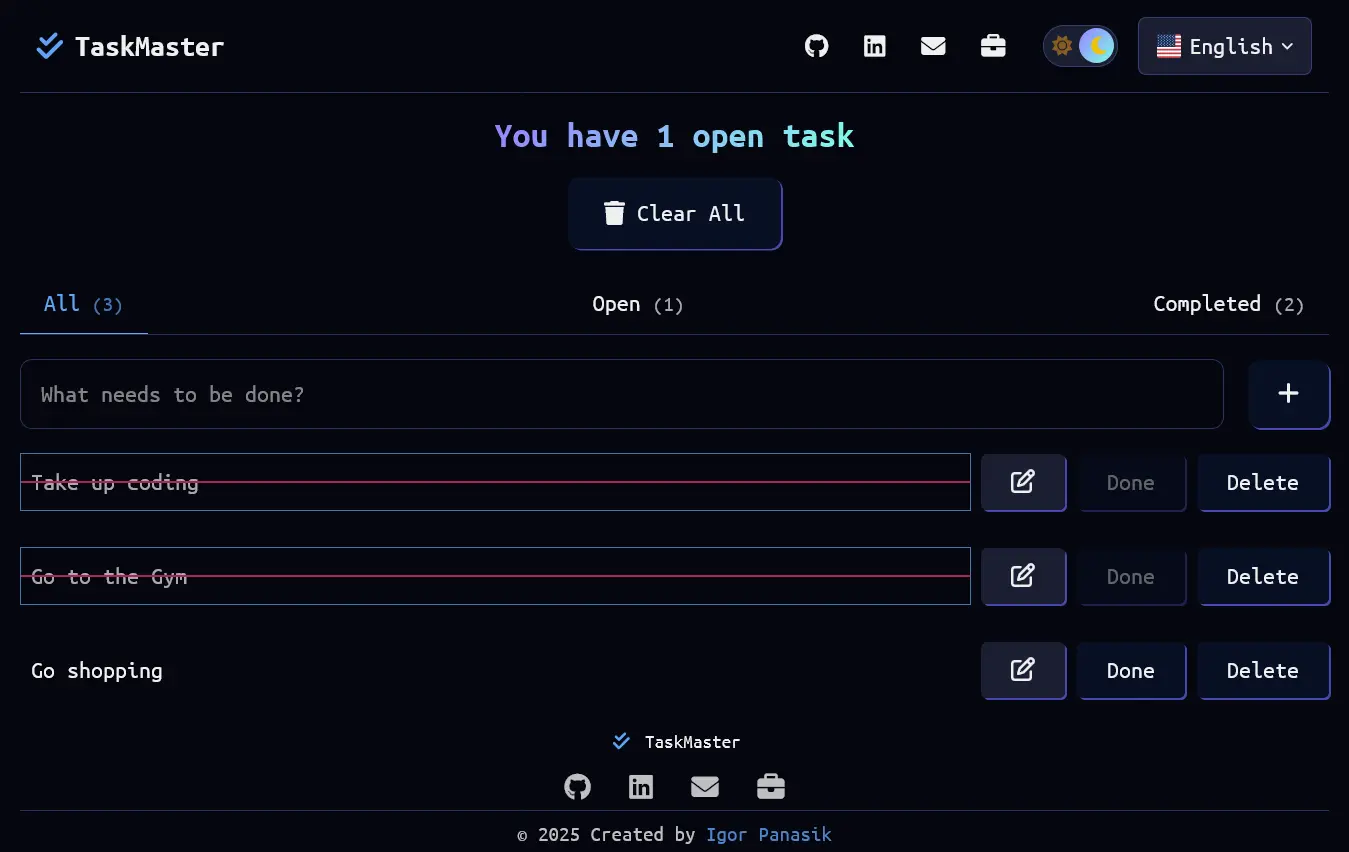 TaskMaster
English
You have 1 open task
Clear All
All (3)
Open (1)
Completed (2)
What needs to be done?
Take up coding
Done
Delete
Go to the Gym
Done
Delete
Go shopping
Done
Delete
TaskMaster
© 2025 Created by Igor Panasik